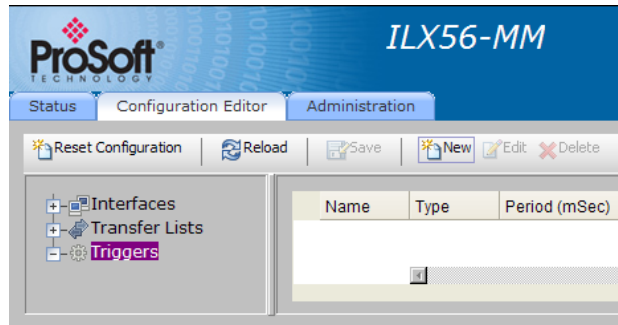 ProSoft®
TECHNOLOGY
ILX56-MM
Status Configuration Editor Administration
Reset Configuration Reload Save New Edit Delete
Interfaces
Transfer Lists
Triggers
Name Type Period (mSec)